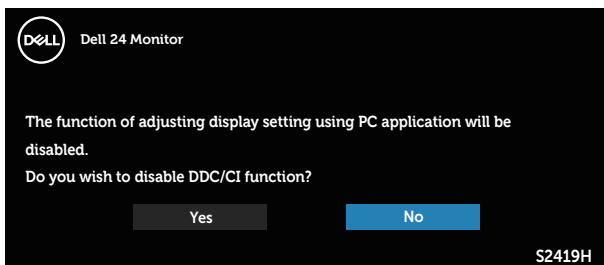 DELL
Dell 24 Monitor
The function of adjusting display setting using PC application will be
disabled.
Do you wish to disable DDC/CI function?
Yes No
S2419H